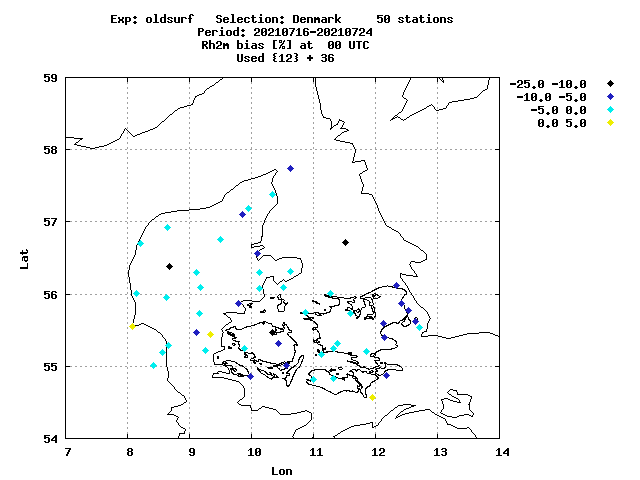 Exp: oldsurf   Selection: Denmark     50 stations
Period: 20210716-20210724
Rh2m bias [%] at  00 UTC
Used {12} + 36
-25.0 -10.0
-10.0 -5.0
-5.0 0.0
0.0 5.0
59
58
57
56
55
54
Lat
7 8 9 10 11 12 13 14
Lon